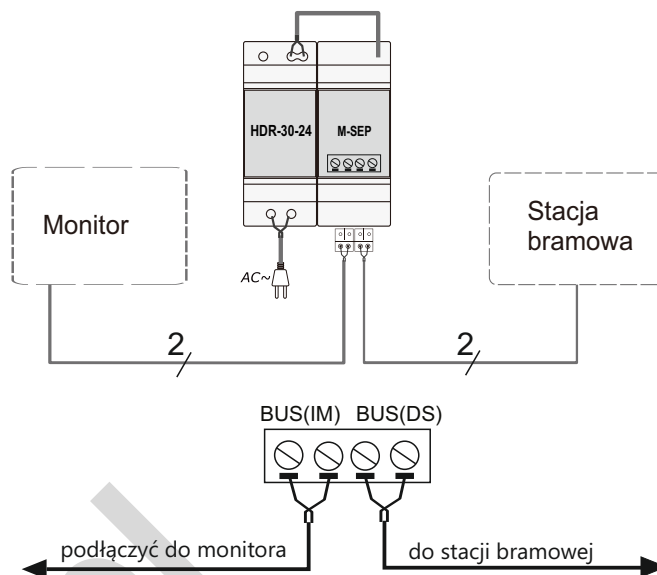 HDR-30-24
M-SEP
Monitor
Stacja
bramowa
AC~
2
2
BUS(IM) BUS(DS)
podłączyć do monitora
do stacji bramowej